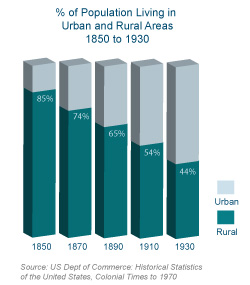 % of Population Living in
Urban and Rural Areas
1850 to 1930
85%
74%
65%
54%
44%
Urban
Rural
1850 1870 1890 1910 1930
Source: US Dept of Commerce: Historical Statistics
of the United States, Colonial Times to 1970